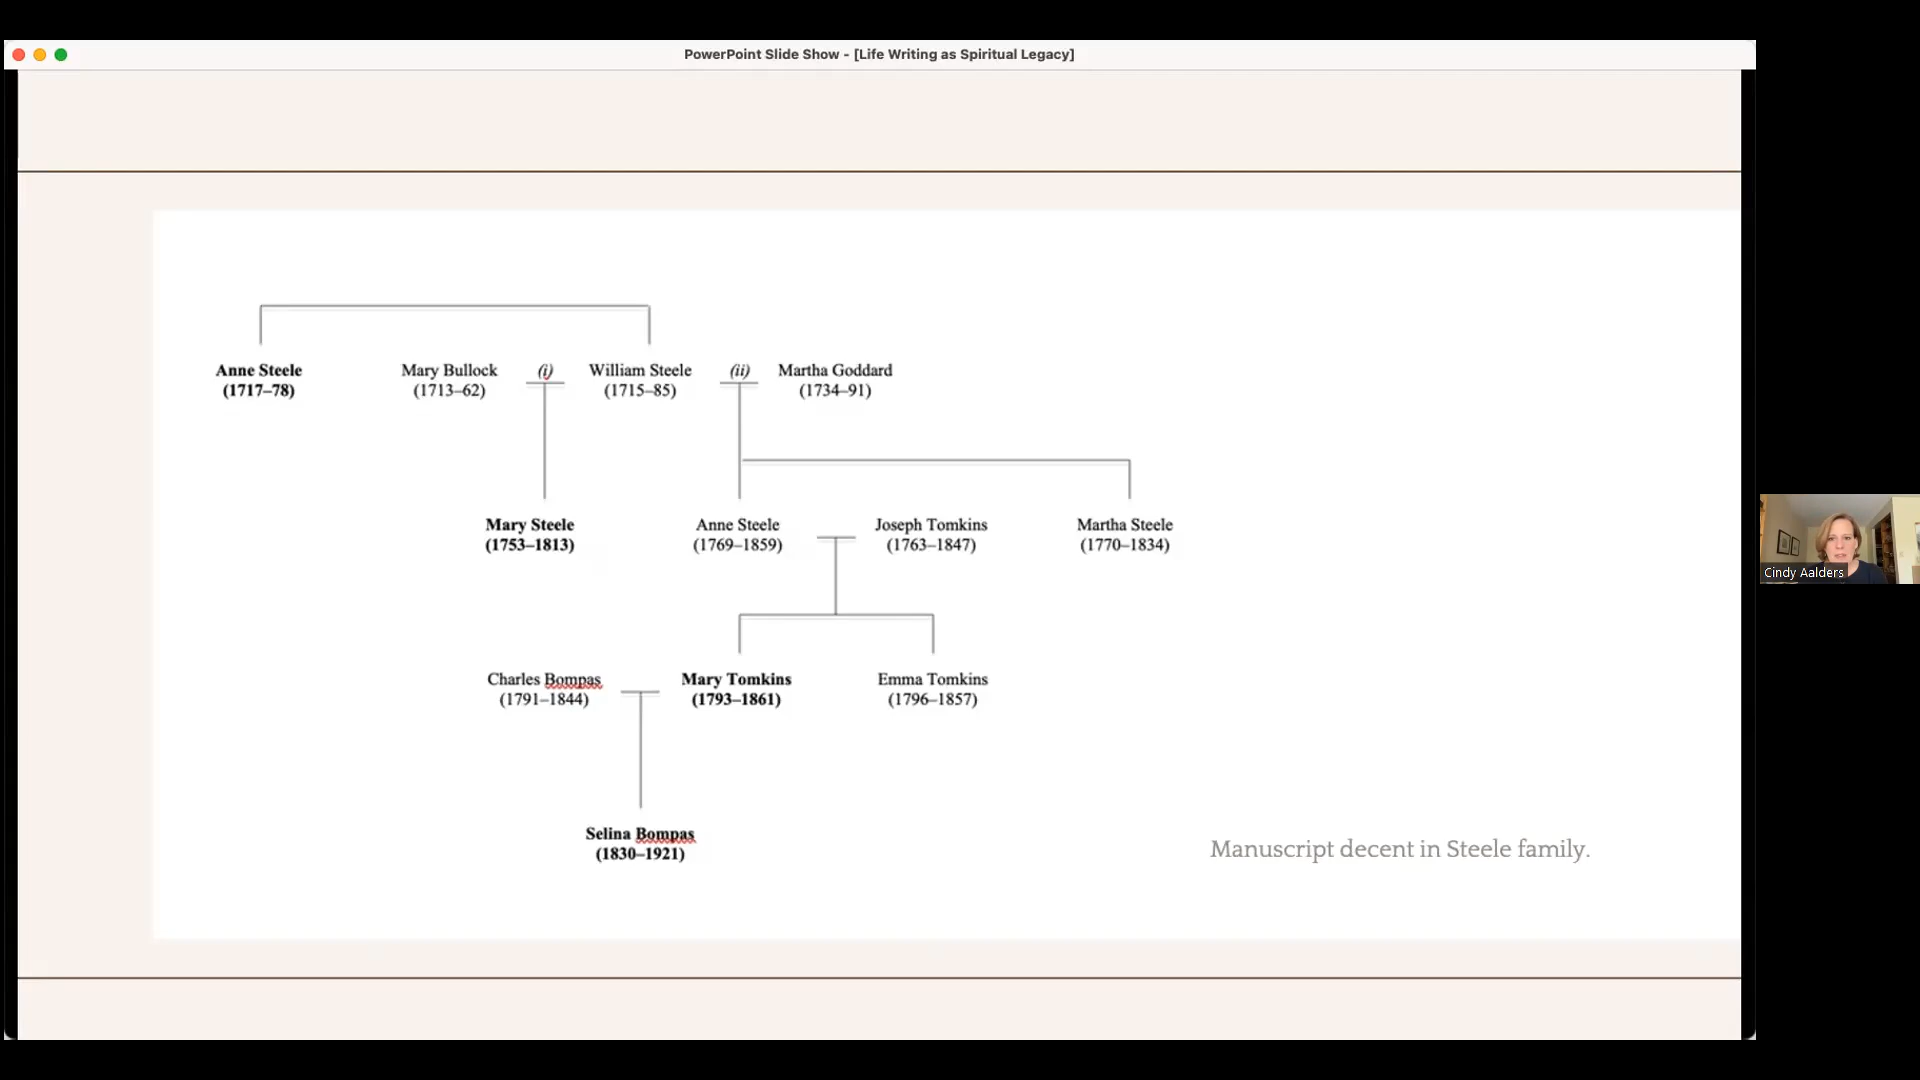 PowerPoint Slide Show - [Life Writing as Spiritual Legacy]
Anne Steele
(1717–78)
Mary Bullock
(1713–62)
(i)
William Steele
(1715–85)
(ii)
Martha Goddard
(1734–91)
Mary Steele
(1753–1813)
Anne Steele
(1769–1859)
Joseph Tomkins
(1763–1847)
Martha Steele
(1770–1834)
Charles Bompas
(1791–1844)
Mary Tomkins
(1793–1861)
Emma Tomkins
(1796–1857)
Selina Bompas
(1830–1921)
Manuscript decent in Steele family.
Cindy Aalders